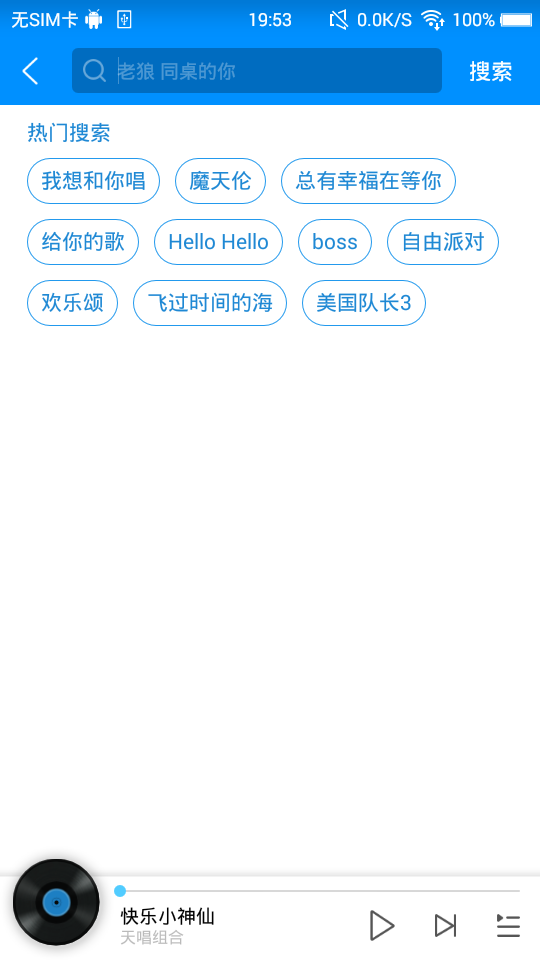 无SIM卡 19:53 0.0K/S 100%
老狼 同桌的你 搜索
热门搜索
我想和你唱 魔天伦 总有幸福在等你
给你的歌 Hello Hello boss 自由派对
欢乐颂 飞过时间的海 美国队长3
快乐小神仙
天唱组合